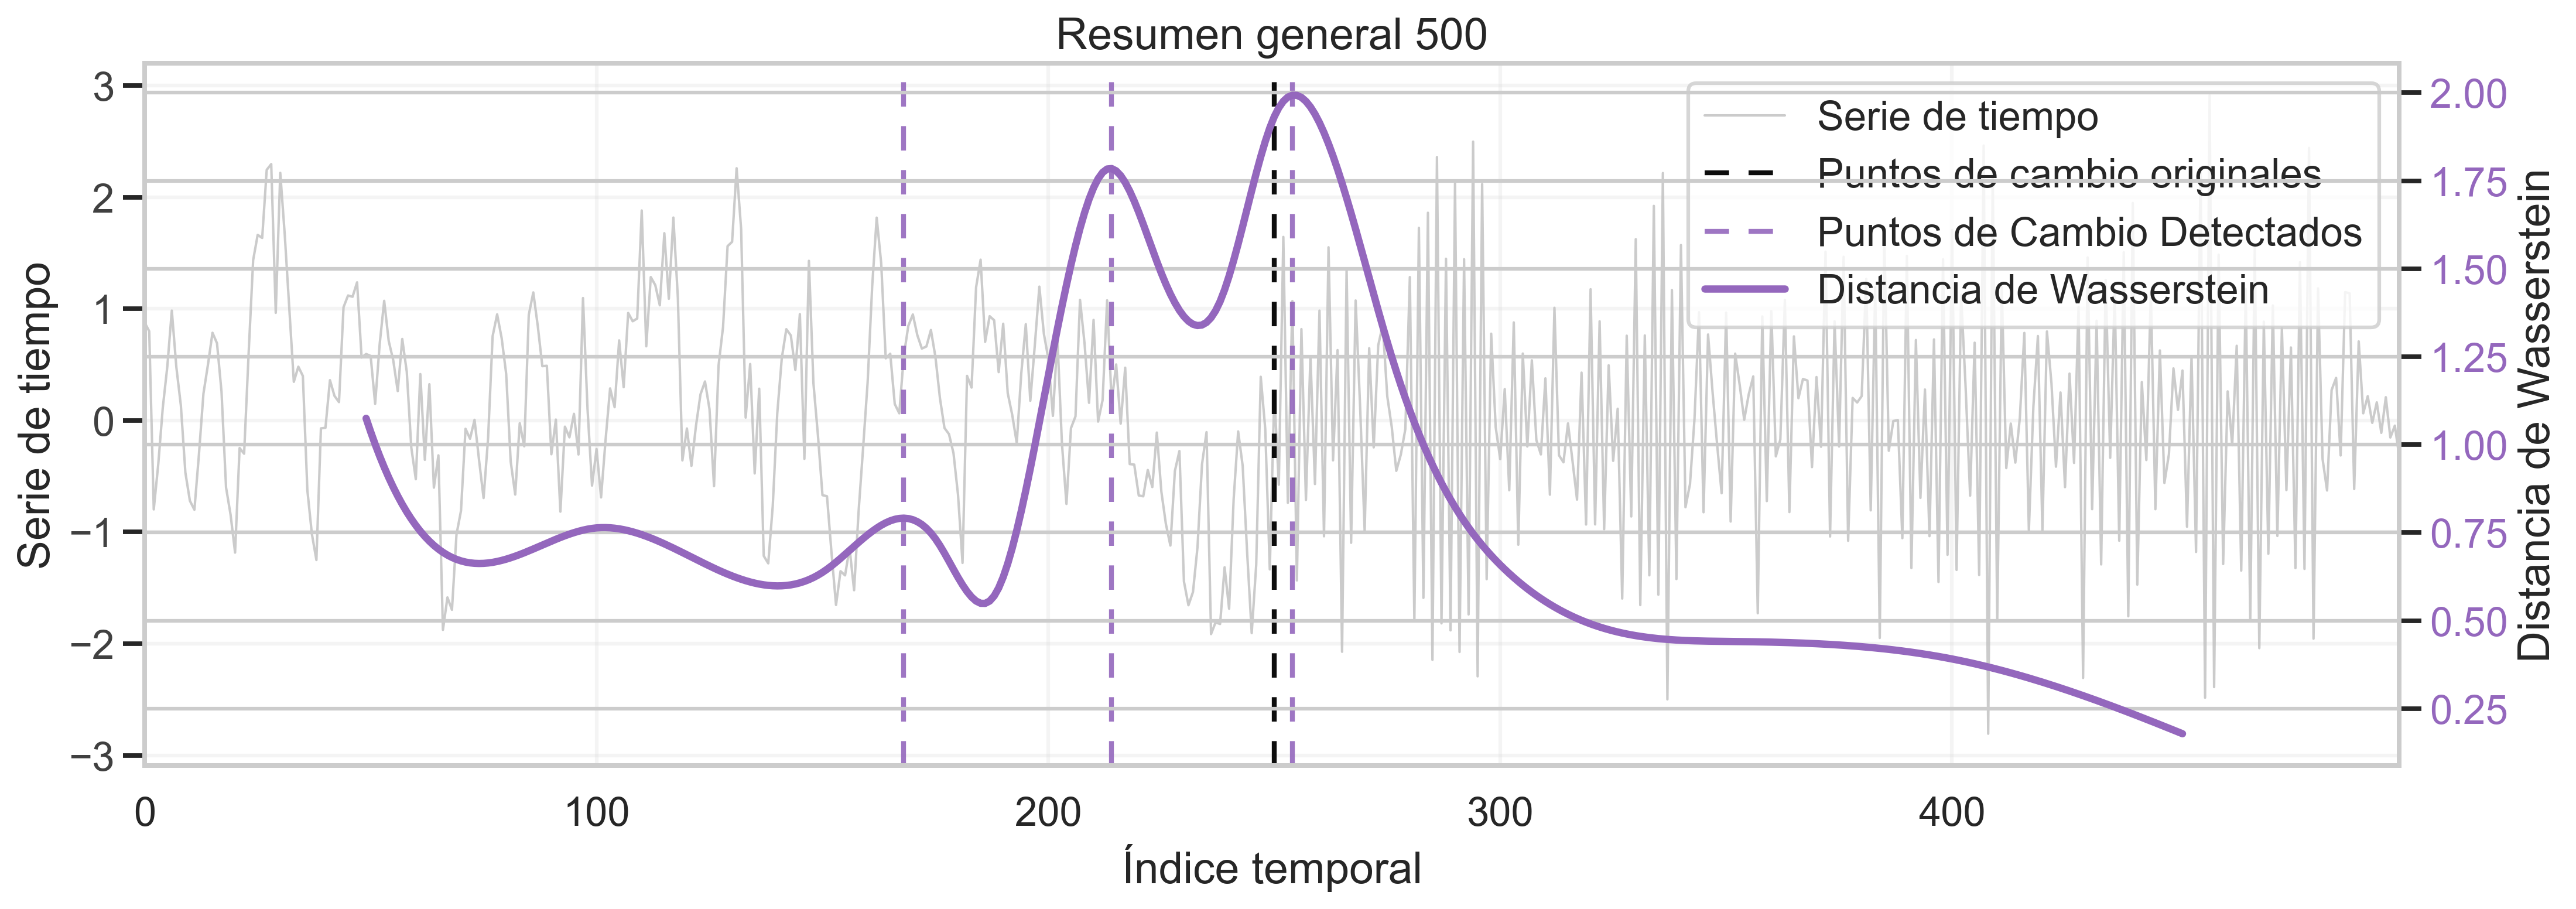 Resumen general 500
3
2
1
0
−1
−2
−3
Serie de tiempo
2.00
1.75
1.50
1.25
1.00
0.75
0.50
0.25
Distancia de Wasserstein
Serie de tiempo
Puntos de cambio originales
Puntos de Cambio Detectados
Distancia de Wasserstein
0 100 200 300 400
Índice temporal